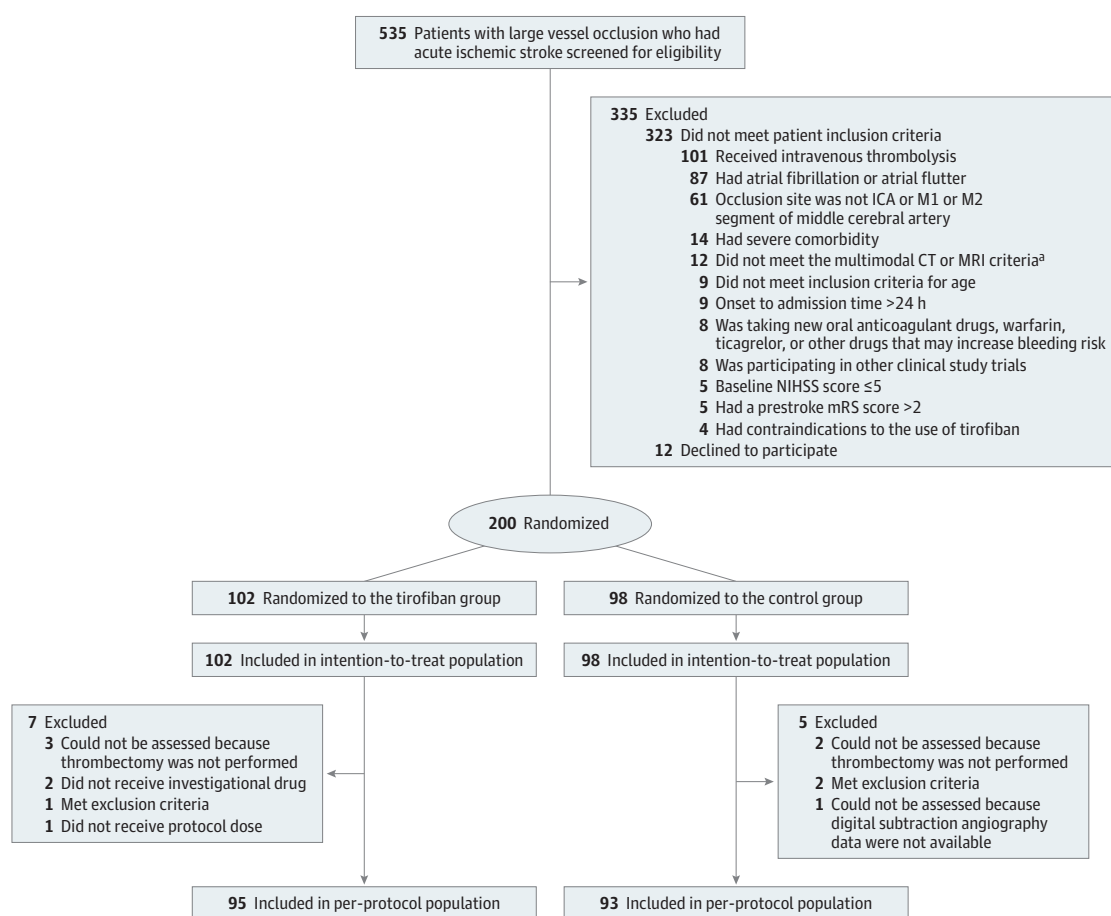 535 Patients with large vessel occlusion who had
acute ischemic stroke screened for eligibility
335 Excluded
323 Did not meet patient inclusion criteria
101 Received intravenous thrombolysis
87 Had atrial fibrillation or atrial flutter
61 Occlusion site was not ICA or M1 or M2
segment of middle cerebral artery
14 Had severe comorbidity
12 Did not meet the multimodal CT or MRI criteriaᵃ
9 Did not meet inclusion criteria for age
9 Onset to admission time >24 h
8 Was taking new oral anticoagulant drugs, warfarin,
ticagrelor, or other drugs that may increase bleeding risk
8 Was participating in other clinical study trials
5 Baseline NIHSS score ≤5
5 Had a prestroke mRS score >2
4 Had contraindications to the use of tirofiban
12 Declined to participate
200 Randomized
102 Randomized to the tirofiban group
98 Randomized to the control group
102 Included in intention-to-treat population
98 Included in intention-to-treat population
7 Excluded
3 Could not be assessed because
thrombectomy was not performed
2 Did not receive investigational drug
1 Met exclusion criteria
1 Did not receive protocol dose
5 Excluded
2 Could not be assessed because
thrombectomy was not performed
2 Met exclusion criteria
1 Could not be assessed because
digital subtraction angiography
data were not available
95 Included in per-protocol population
93 Included in per-protocol population